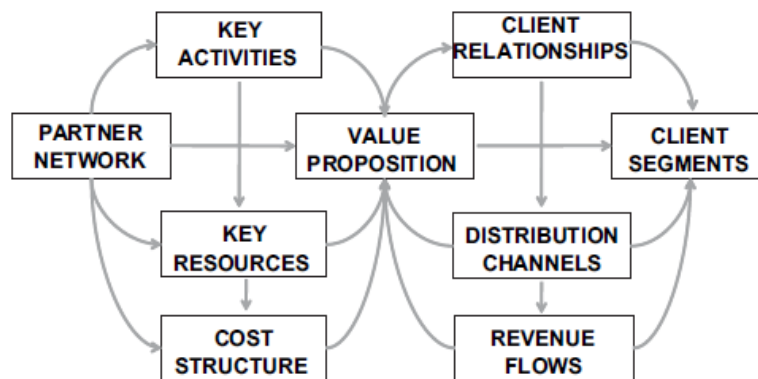 KEY
ACTIVITIES
CLIENT
RELATIONSHIPS
PARTNER
NETWORK
VALUE
PROPOSITION
CLIENT
SEGMENTS
KEY
RESOURCES
DISTRIBUTION
CHANNELS
COST
STRUCTURE
REVENUE
FLOWS